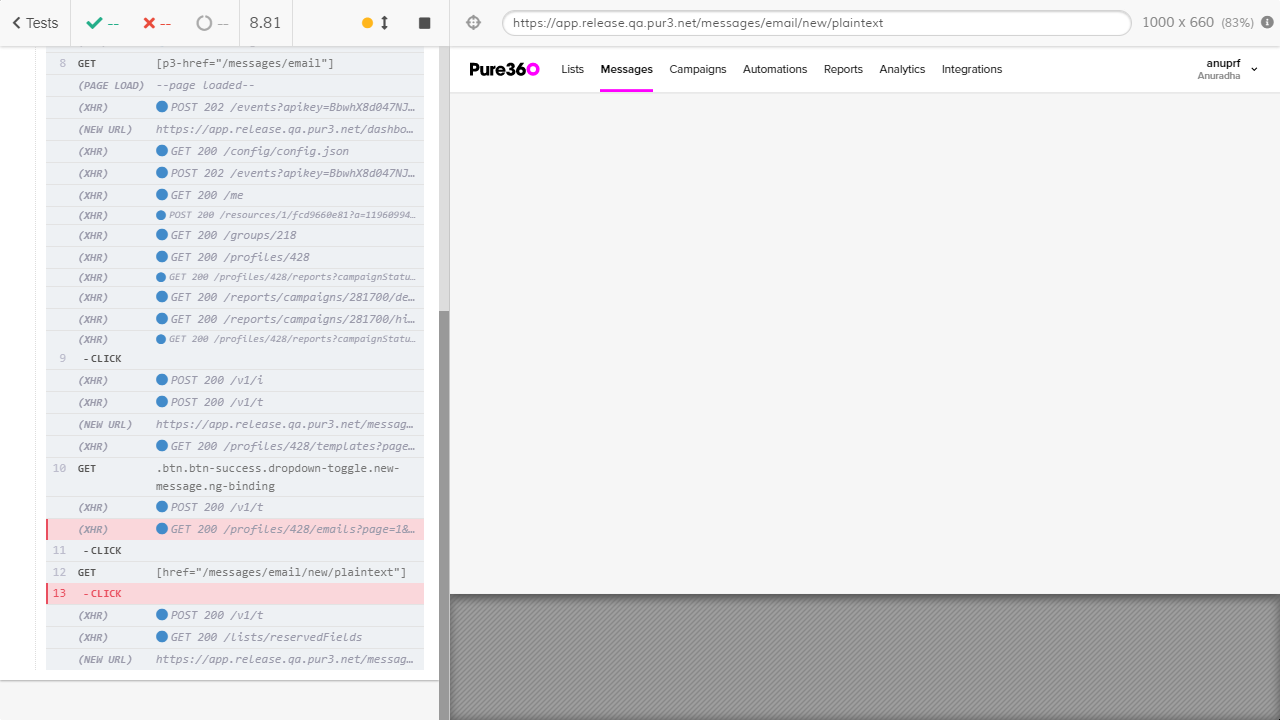 Tests
--
--
--
8.81
https://app.release.qa.pur3.net/messages/email/new/plaintext
1000 x 660 (83%)
8 GET [p3-href="/messages/email"]
(PAGE LOAD) --page loaded--
(XHR) POST 202 /events?apikey=BbwhX8d047NJ…
(NEW URL) https://app.release.qa.pur3.net/dashbo…
(XHR) GET 200 /config/config.json
(XHR) POST 202 /events?apikey=BbwhX8d047NJ…
(XHR) GET 200 /me
(XHR) POST 200 /resources/1/fcd9660e81?a=11960994…
(XHR) GET 200 /groups/218
(XHR) GET 200 /profiles/428
(XHR) GET 200 /profiles/428/reports?campaignStatu…
(XHR) GET 200 /reports/campaigns/281700/de…
(XHR) GET 200 /reports/campaigns/281700/hi…
(XHR) GET 200 /profiles/428/reports?campaignStatu…
9 -CLICK
(XHR) POST 200 /v1/i
(XHR) POST 200 /v1/t
(NEW URL) https://app.release.qa.pur3.net/messag…
(XHR) GET 200 /profiles/428/templates?page…
10 GET .btn.btn-success.dropdown-toggle.new-
message.ng-binding
(XHR) POST 200 /v1/t
(XHR) GET 200 /profiles/428/emails?page=1&…
11 -CLICK
12 GET [href="/messages/email/new/plaintext"]
13 -CLICK
(XHR) POST 200 /v1/t
(XHR) GET 200 /lists/reservedFields
(NEW URL) https://app.release.qa.pur3.net/messag…
Pure360
Lists
Messages
Campaigns
Automations
Reports
Analytics
Integrations
anuprf
Anuradha